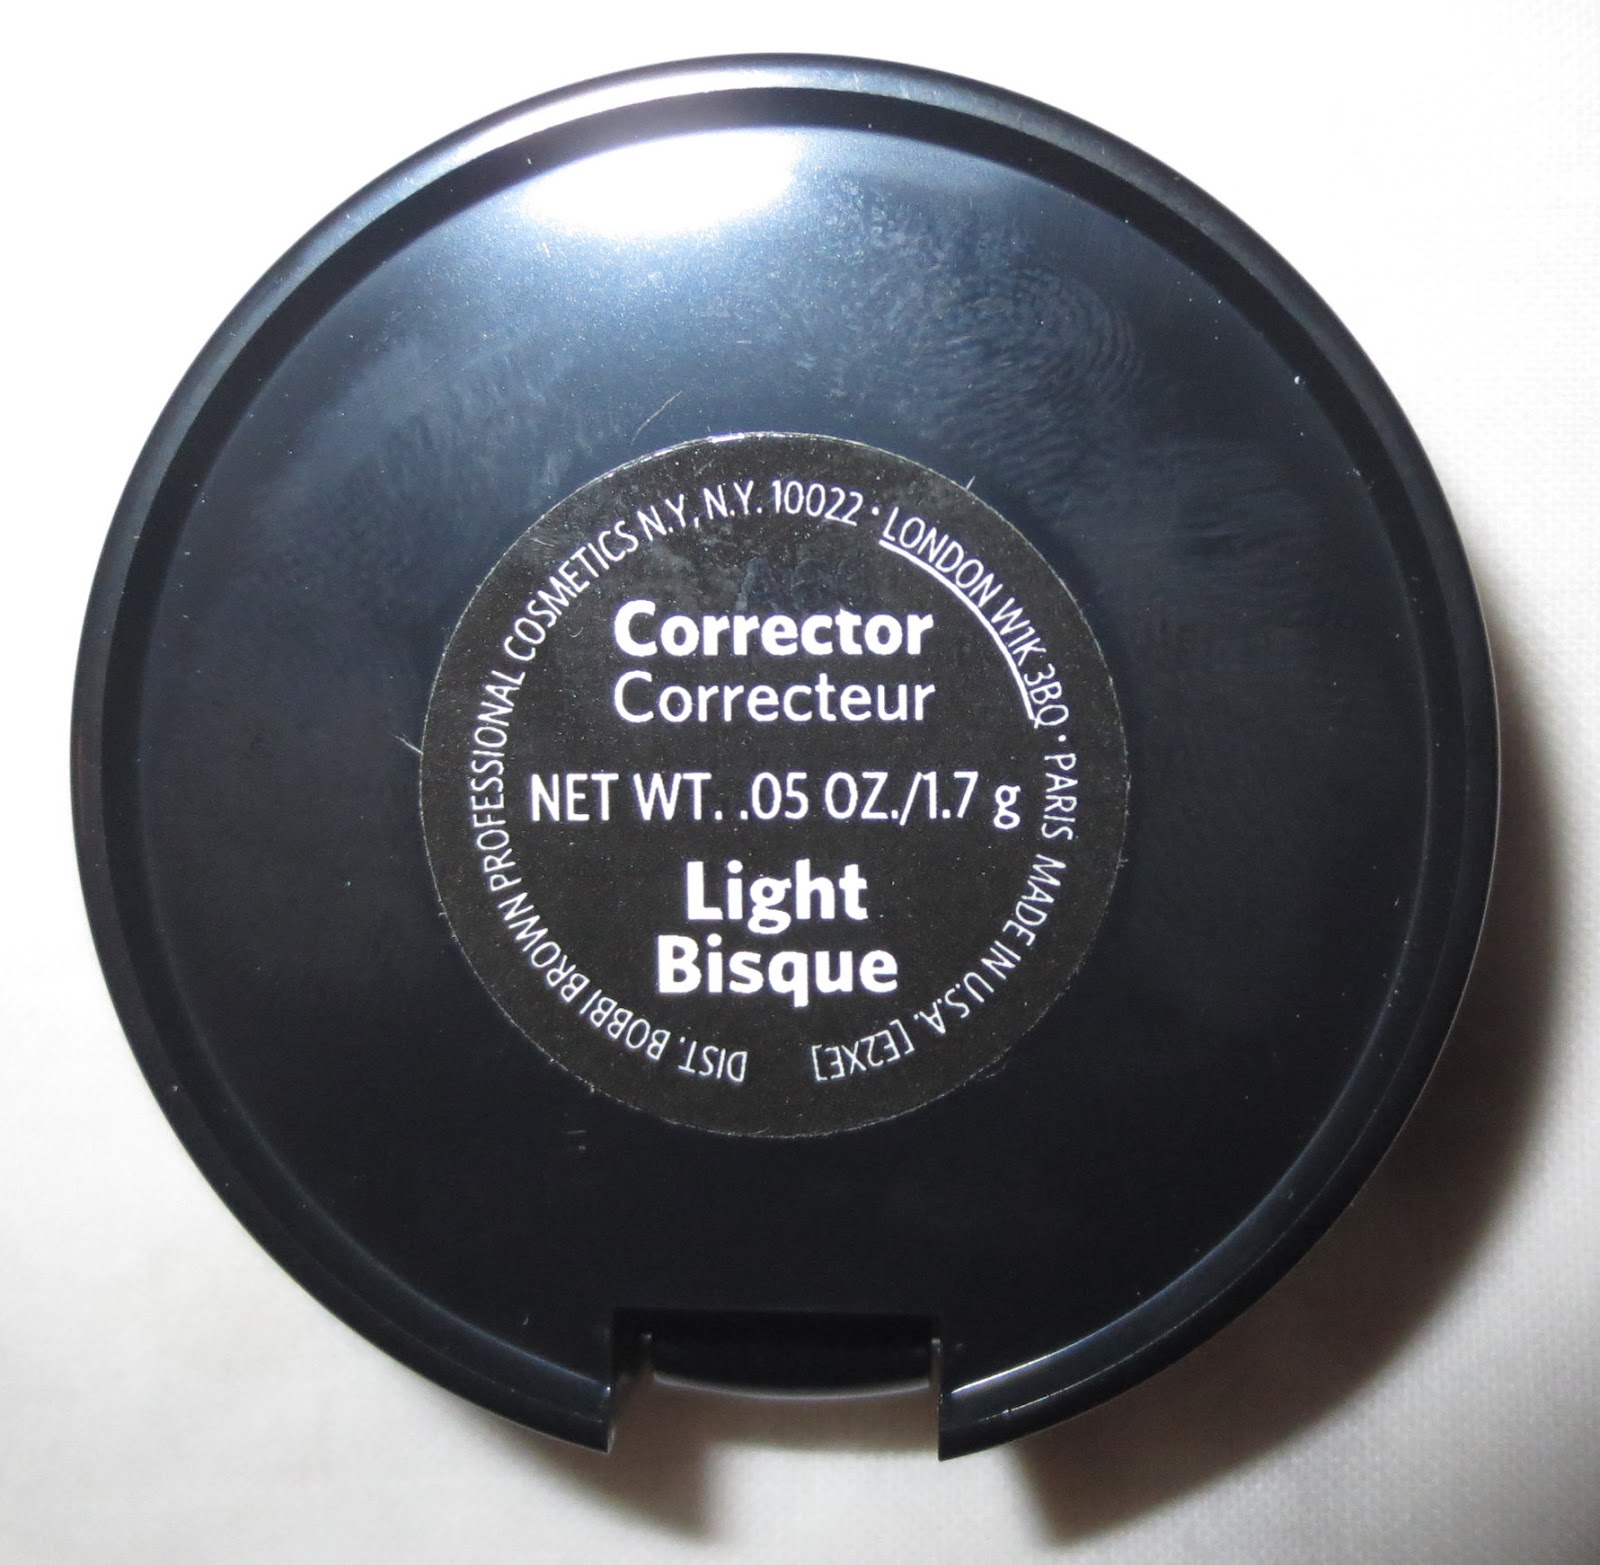 Corrector
Correcteur
NET WT. .05 OZ./1.7 g
Light
Bisque
DIST. BOBBI BROWN PROFESSIONAL COSMETICS N.Y., N.Y. 10022 · LONDON W1K 3BQ · PARIS MADE IN U.S.A. [E2XE]